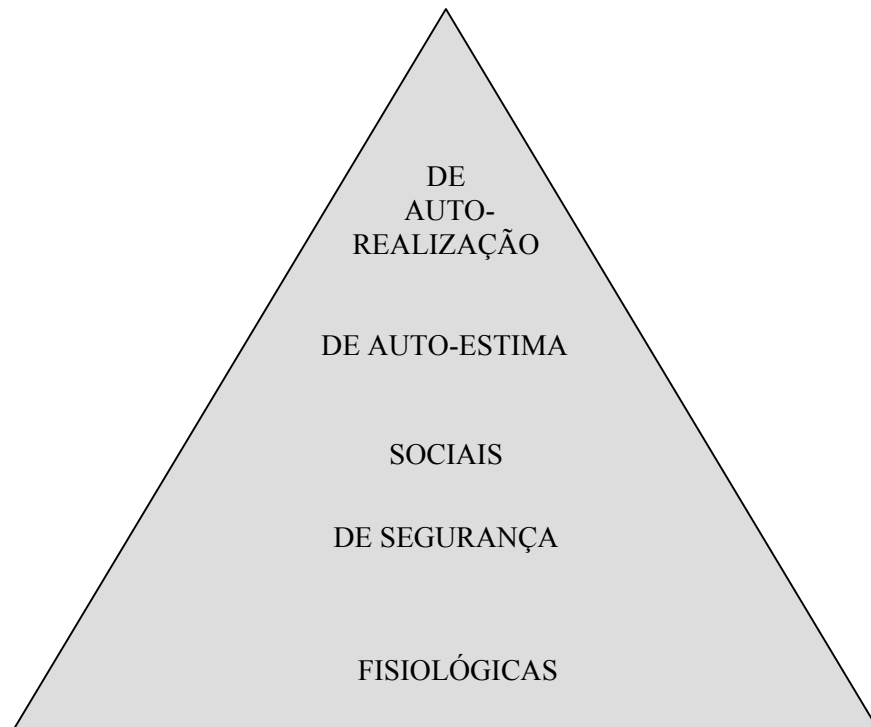 DE
AUTO-
REALIZAÇÃO
DE AUTO-ESTIMA
SOCIAIS
DE SEGURANÇA
FISIOLÓGICAS